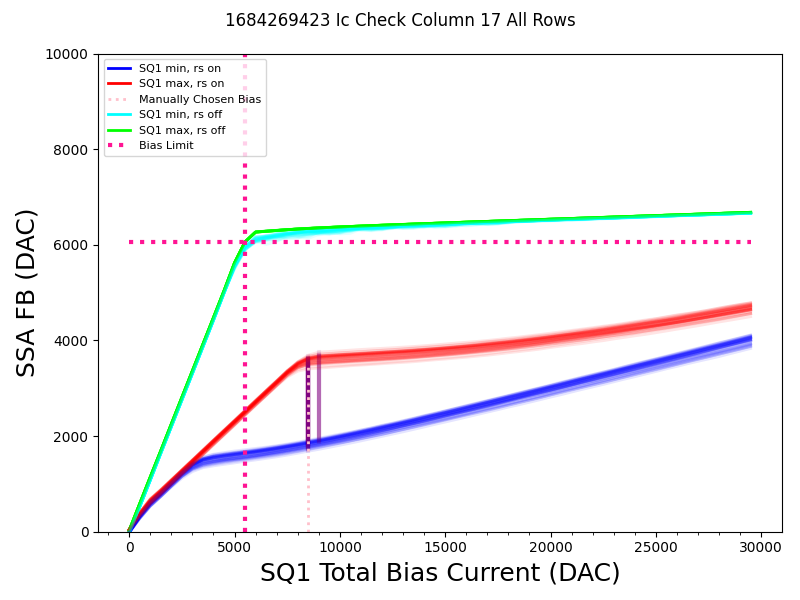 1684269423 Ic Check Column 17 All Rows
10000
8000
6000
4000
2000
0
SSA FB (DAC)
SQ1 min, rs on
SQ1 max, rs on
Manually Chosen Bias
SQ1 min, rs off
SQ1 max, rs off
Bias Limit
0 5000 10000 15000 20000 25000 30000
SQ1 Total Bias Current (DAC)